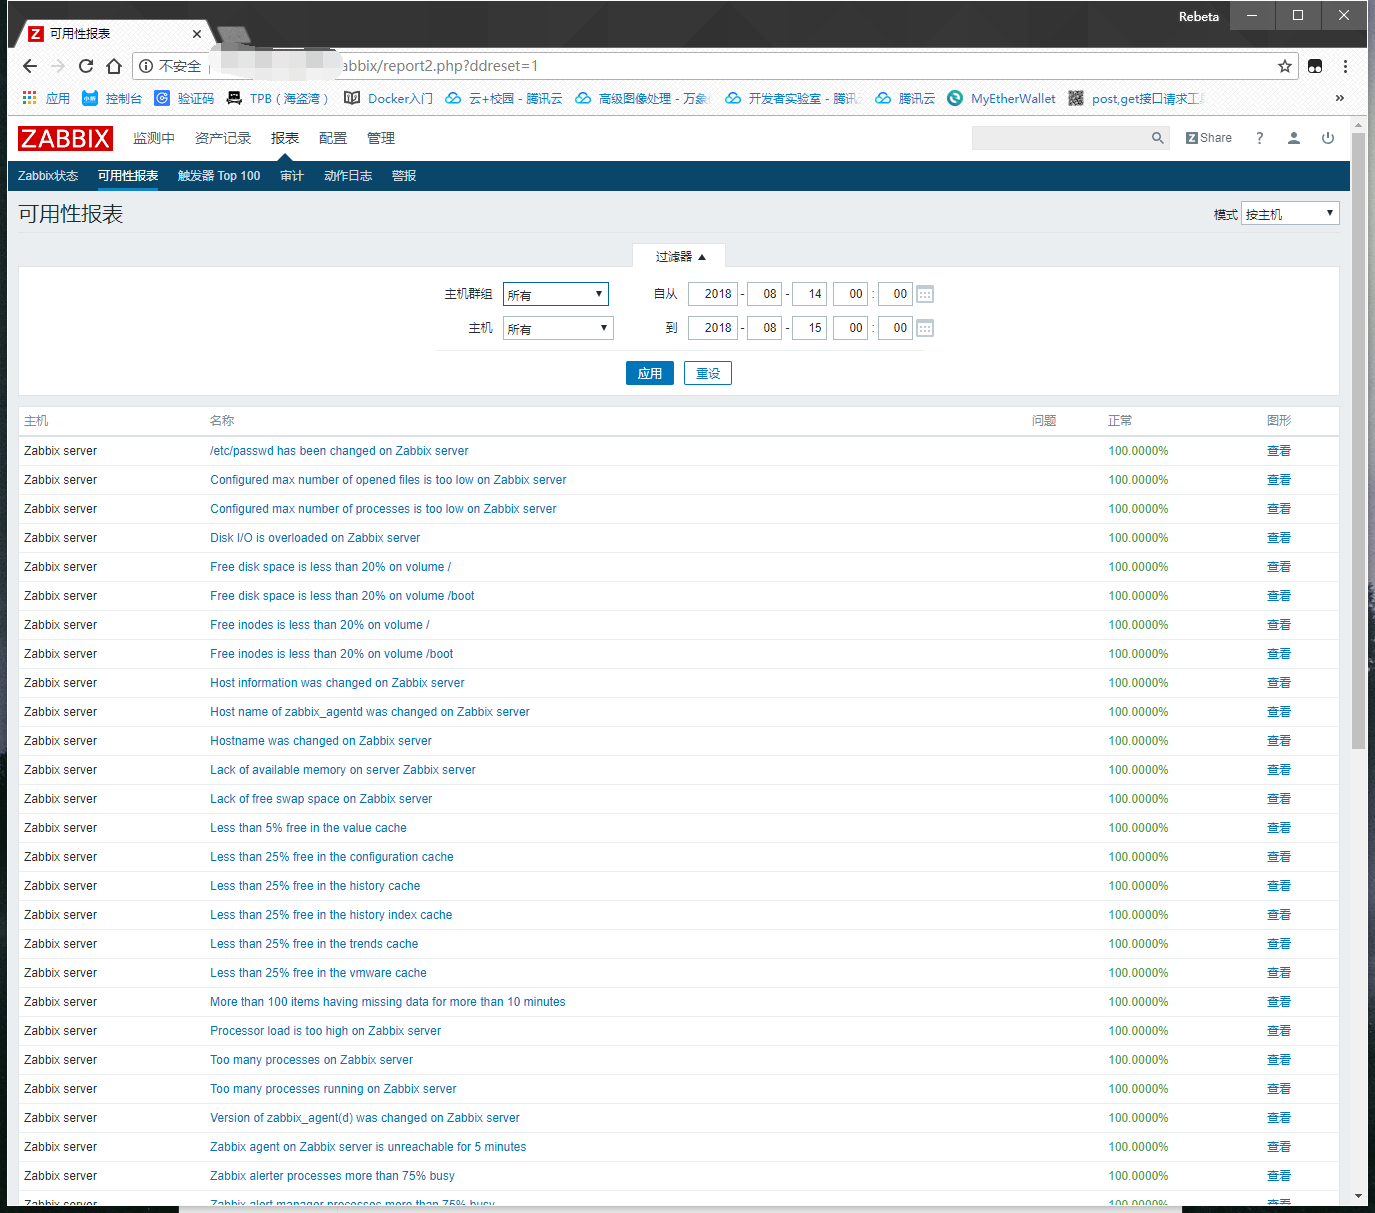 Rebeta
Z 可用性报表
不安全 abbix/report2.php?ddreset=1
应用 控制台 验证码 TPB（海盗湾） Docker入门 云+校园 - 腾讯云 高级图像处理 - 万象 开发者实验室 - 腾讯 腾讯云 MyEtherWallet post,get接口请求工 »
ZABBIX 监测中 资产记录 报表 配置 管理 Z Share ?
Zabbix状态 可用性报表 触发器 Top 100 审计 动作日志 警报
可用性报表 模式 按主机
过滤器
主机群组 所有 自从 2018 - 08 - 14 00 : 00
主机 所有 到 2018 - 08 - 15 00 : 00
应用 重设
主机 名称 问题 正常 图形
Zabbix server /etc/passwd has been changed on Zabbix server 100.0000% 查看
Zabbix server Configured max number of opened files is too low on Zabbix server 100.0000% 查看
Zabbix server Configured max number of processes is too low on Zabbix server 100.0000% 查看
Zabbix server Disk I/O is overloaded on Zabbix server 100.0000% 查看
Zabbix server Free disk space is less than 20% on volume / 100.0000% 查看
Zabbix server Free disk space is less than 20% on volume /boot 100.0000% 查看
Zabbix server Free inodes is less than 20% on volume / 100.0000% 查看
Zabbix server Free inodes is less than 20% on volume /boot 100.0000% 查看
Zabbix server Host information was changed on Zabbix server 100.0000% 查看
Zabbix server Host name of zabbix_agentd was changed on Zabbix server 100.0000% 查看
Zabbix server Hostname was changed on Zabbix server 100.0000% 查看
Zabbix server Lack of available memory on server Zabbix server 100.0000% 查看
Zabbix server Lack of free swap space on Zabbix server 100.0000% 查看
Zabbix server Less than 5% free in the value cache 100.0000% 查看
Zabbix server Less than 25% free in the configuration cache 100.0000% 查看
Zabbix server Less than 25% free in the history cache 100.0000% 查看
Zabbix server Less than 25% free in the history index cache 100.0000% 查看
Zabbix server Less than 25% free in the trends cache 100.0000% 查看
Zabbix server Less than 25% free in the vmware cache 100.0000% 查看
Zabbix server More than 100 items having missing data for more than 10 minutes 100.0000% 查看
Zabbix server Processor load is too high on Zabbix server 100.0000% 查看
Zabbix server Too many processes on Zabbix server 100.0000% 查看
Zabbix server Too many processes running on Zabbix server 100.0000% 查看
Zabbix server Version of zabbix_agent(d) was changed on Zabbix server 100.0000% 查看
Zabbix server Zabbix agent on Zabbix server is unreachable for 5 minutes 100.0000% 查看
Zabbix server Zabbix alerter processes more than 75% busy 100.0000% 查看
Zabbix server Zabbix alert manager processes more than 75% busy 100.0000% 查看